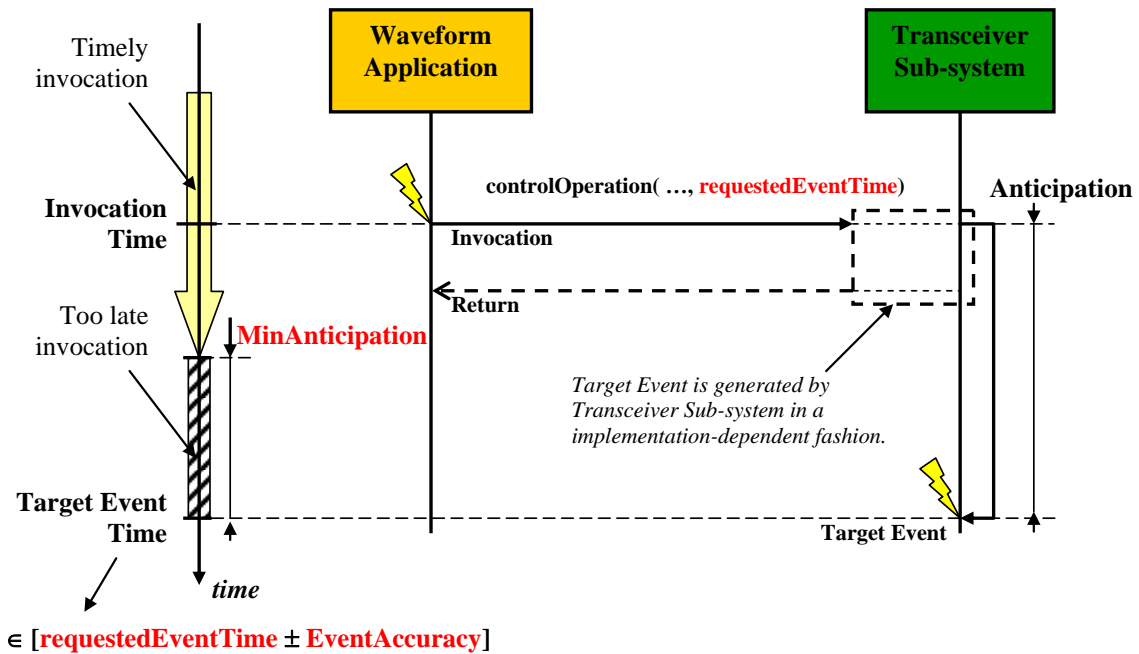 Waveform
Application
Transceiver
Sub-system
Timely
invocation
controlOperation( …, requestedEventTime)
Anticipation
Invocation
Time
Invocation
Return
Too late
invocation
MinAnticipation
Target Event is generated by
Transceiver Sub-system in a
implementation-dependent fashion.
Target Event
Time
Target Event
time
∈ [requestedEventTime ± EventAccuracy]